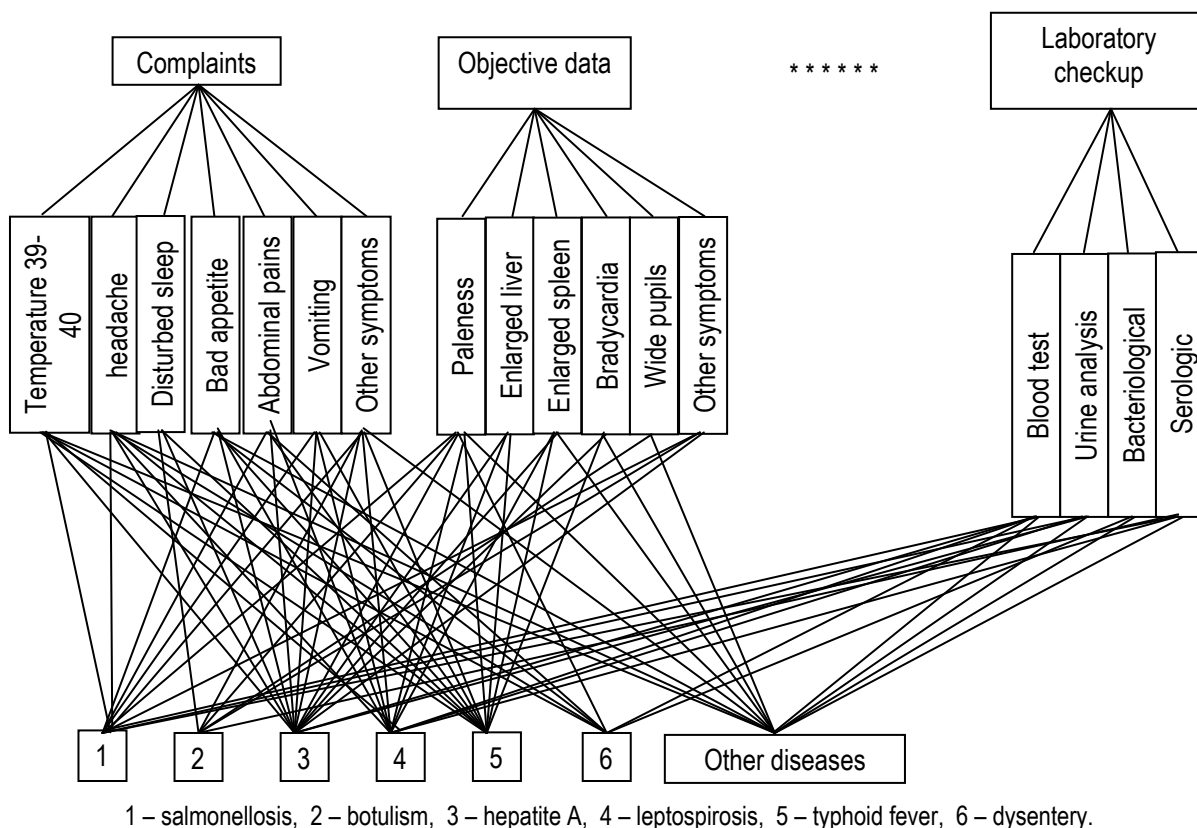 Complaints
Objective data
* * * * * *
Laboratory
checkup
Temperature 39-
40
headache
Disturbed sleep
Bad appetite
Abdominal pains
Vomiting
Other symptoms
Paleness
Enlarged liver
Enlarged spleen
Bradycardia
Wide pupils
Other symptoms
Blood test
Urine analysis
Bacteriological
Serologic
1
2
3
4
5
6
Other diseases
1 – salmonellosis, 2 – botulism, 3 – hepatite A, 4 – leptospirosis, 5 – typhoid fever, 6 – dysentery.